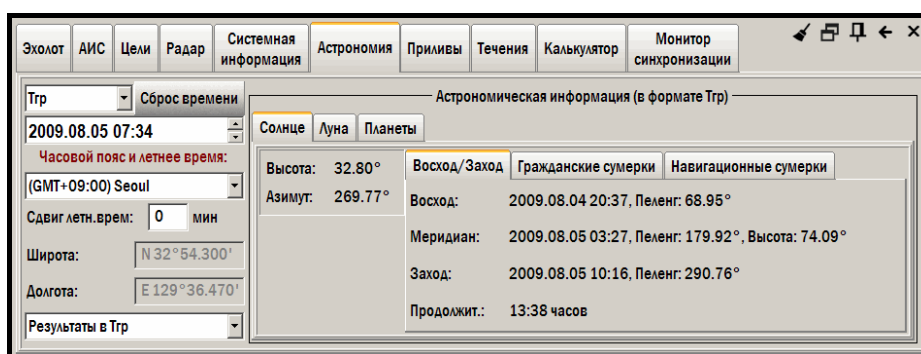 Эхолот АИС Цели Радар Системная информация Астрономия Приливы Течения Калькулятор Монитор синхронизации
Tгр Сброс времени
2009.08.05 07:34
Часовой пояс и летнее время:
(GMT+09:00) Seoul
Сдвиг летн.врем: 0 мин
Широта: N 32°54.300'
Долгота: E 129°36.470'
Результаты в Тгр
Астрономическая информация (в формате Тгр)
Солнце Луна Планеты
Высота: 32.80°
Азимут: 269.77°
Восход/Заход Гражданские сумерки Навигационные сумерки
Восход: 2009.08.04 20:37, Пеленг: 68.95°
Меридиан: 2009.08.05 03:27, Пеленг: 179.92°, Высота: 74.09°
Заход: 2009.08.05 10:16, Пеленг: 290.76°
Продолжит.: 13:38 часов